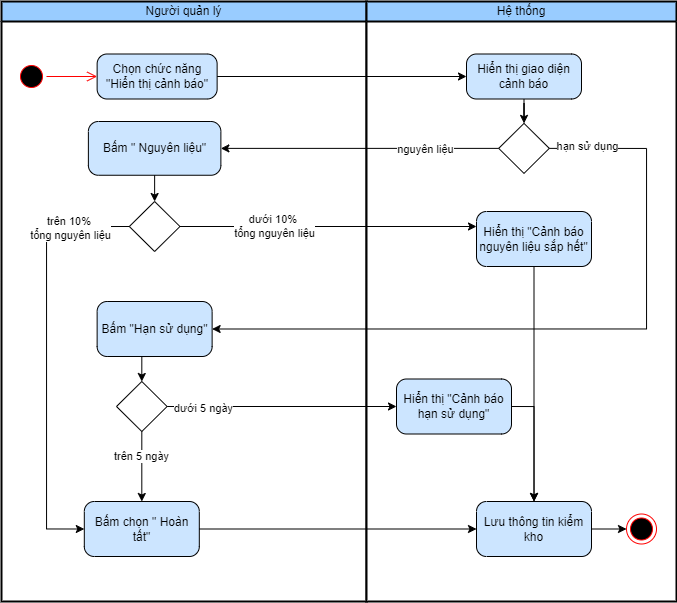 Người quản lý
Hệ thống
Chọn chức năng
"Hiển thị cảnh báo"
Hiển thị giao diện
cảnh báo
Bấm " Nguyên liệu"
nguyên liệu
hạn sử dụng
trên 10%
tổng nguyên liệu
dưới 10%
tổng nguyên liệu
Hiển thị "Cảnh báo
nguyên liệu sắp hết"
Bấm "Hạn sử dụng"
dưới 5 ngày
Hiển thị "Cảnh báo
hạn sử dụng"
trên 5 ngày
Bấm chọn " Hoàn
tất"
Lưu thông tin kiểm
kho